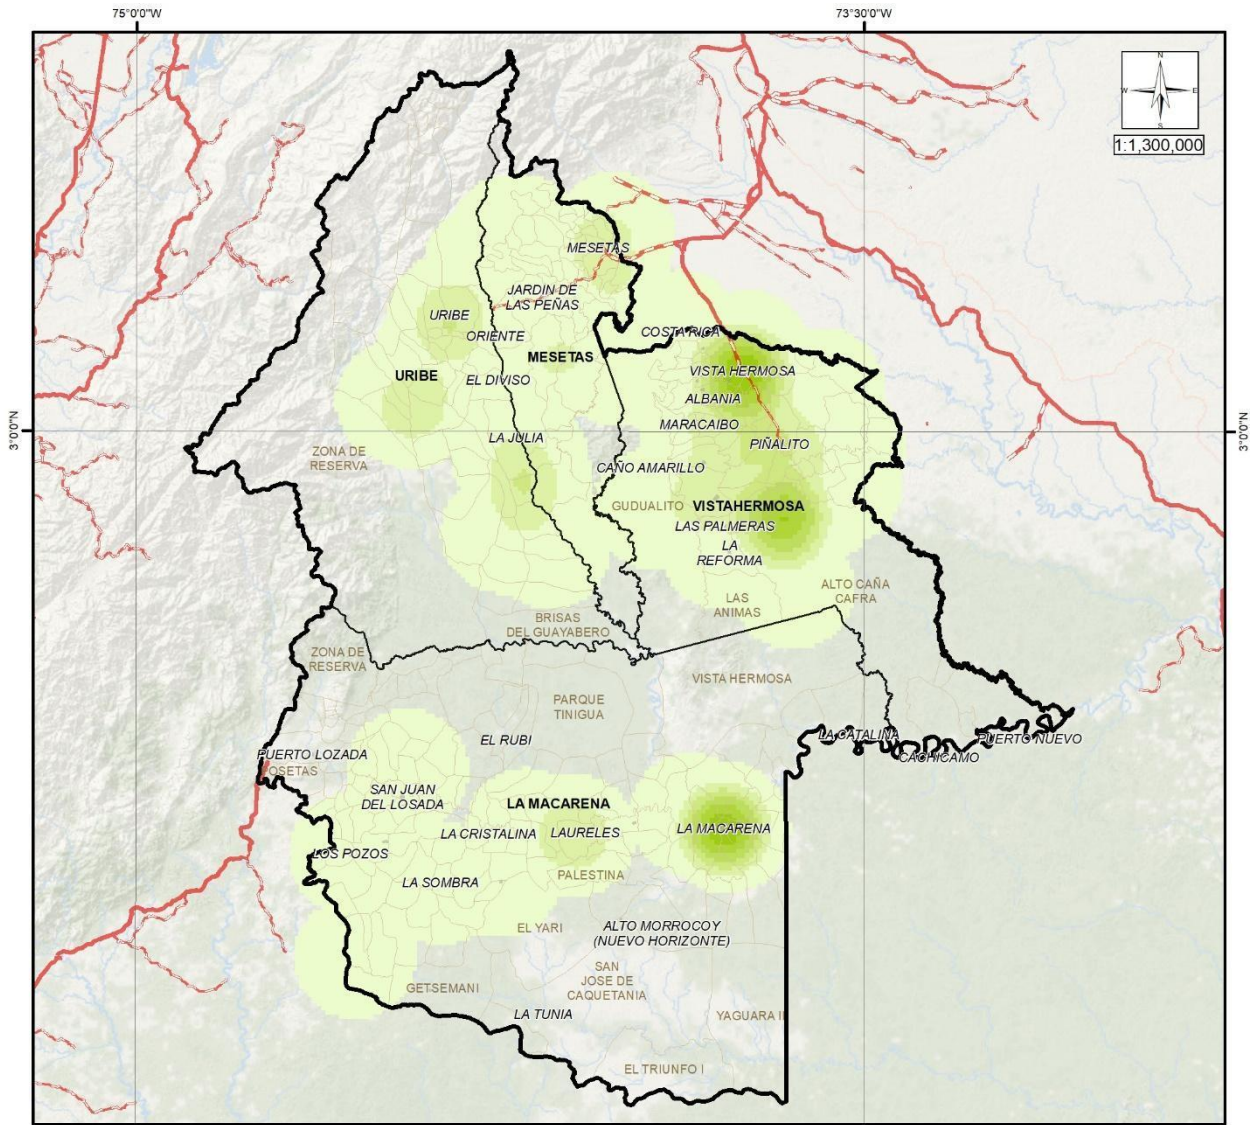 75°0'0"W
73°30'0"W
N
W
E
S
1:1,300,000
MESETAS
JARDIN DE
LAS PEÑAS
URIBE
ORIENTE
COSTA RICA
MESETAS
URIBE
EL DIVISO
VISTA HERMOSA
ALBANIA
MARACAIBO
3°0'0"N
3°0'0"N
LA JULIA
PIÑALITO
ZONA DE
RESERVA
CAÑO AMARILLO
GUDUALITO
VISTAHERMOSA
LAS PALMERAS
LA
REFORMA
ALTO CAÑA
CAFRA
LAS
ANIMAS
BRISAS
DEL GUAYABERO
ZONA DE
RESERVA
VISTA HERMOSA
PARQUE
TINIGUA
EL RUBI
LA CATALINA
PUERTO NUEVO
CACHICAMO
PUERTO LOZADA
OSETAS
SAN JUAN
DEL LOSADA
LA MACARENA
LA CRISTALINA
LAURELES
LA MACARENA
LOS POZOS
PALESTINA
LA SOMBRA
EL YARI
ALTO MORROCOY
(NUEVO HORIZONTE)
SAN
JOSE DE
CAQUETANIA
GETSEMANI
LA TUNIA
YAGUARA II
EL TRIUNFO I